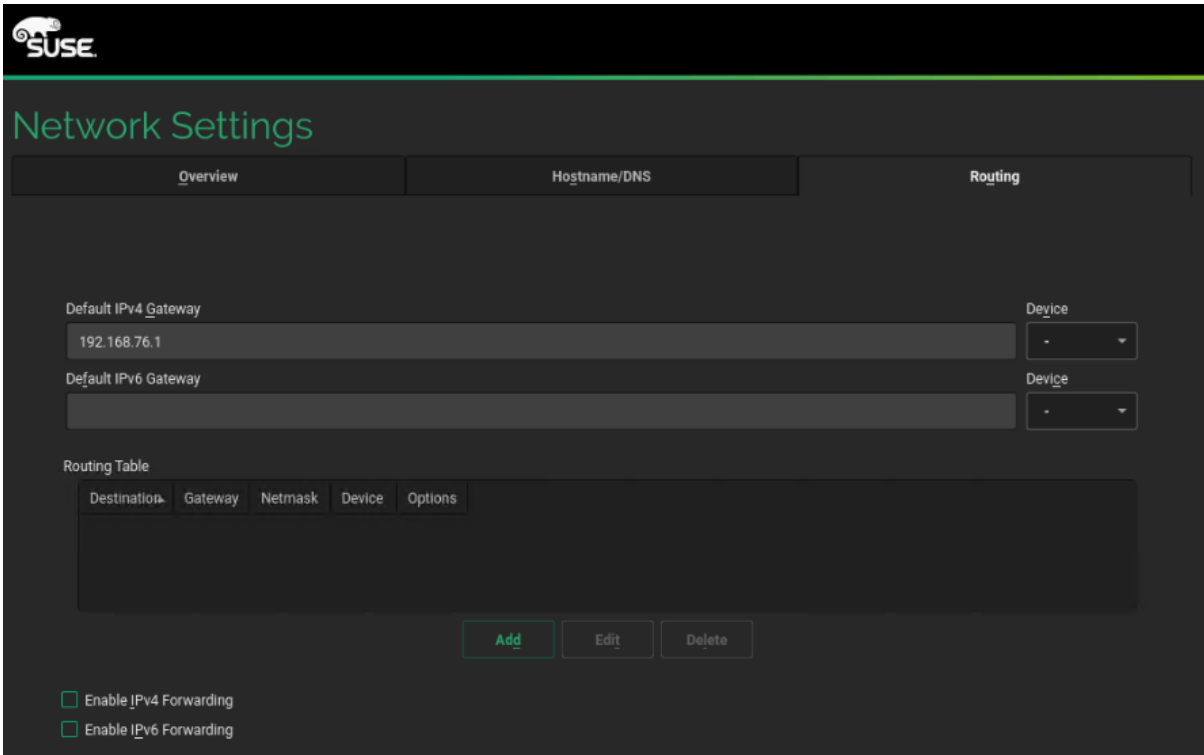 SUSE.
Network Settings
Overview Hostname/DNS Routing
Default IPv4 Gateway Device
192.168.76.1 -
Default IPv6 Gateway Device
-
Routing Table
Destination Gateway Netmask Device Options
Add Edit Delete
Enable IPv4 Forwarding
Enable IPv6 Forwarding